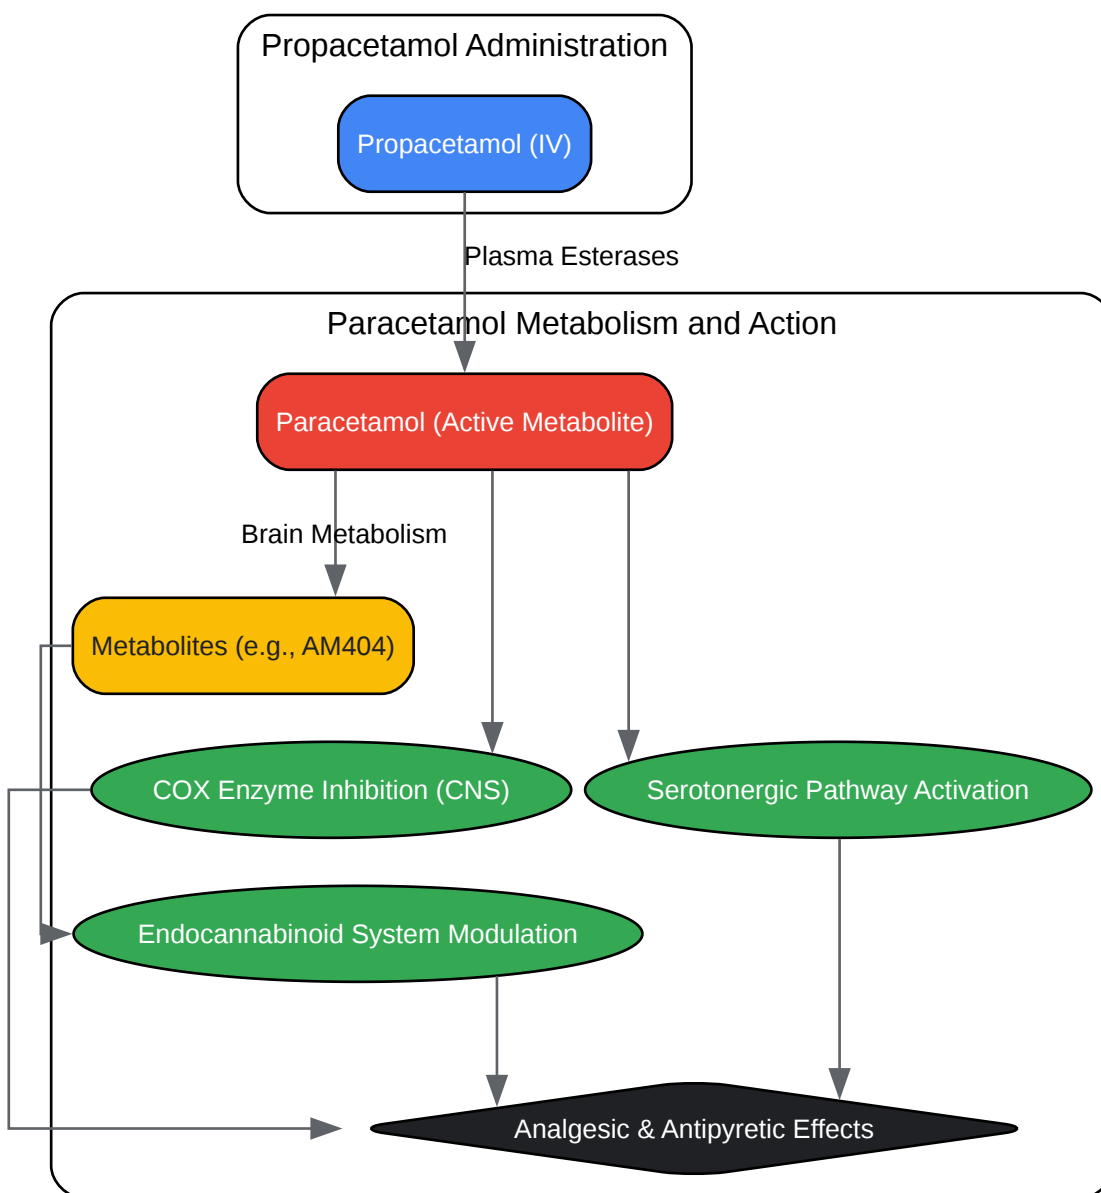 Propacetamol Administration
Propacetamol (IV)
Plasma Esterases
Paracetamol Metabolism and Action
Paracetamol (Active Metabolite)
Brain Metabolism
Metabolites (e.g., AM404)
COX Enzyme Inhibition (CNS)
Serotonergic Pathway Activation
Endocannabinoid System Modulation
Analgesic & Antipyretic Effects